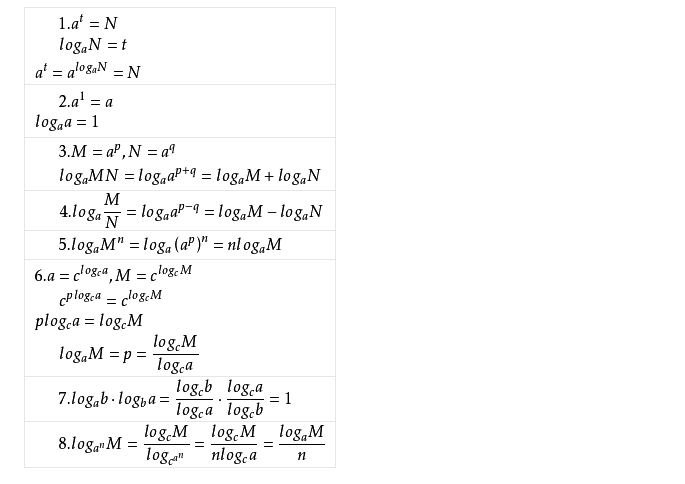 1.a^t = N
log_a N = t
a^t = a^{log_a N} = N
2.a^1 = a
log_a a = 1
3.M = a^p, N = a^q
log_a MN = log_a a^{p+q} = log_a M + log_a N
4.log_a \frac{M}{N} = log_a a^{p-q} = log_a M − log_a N
5.log_a M^n = log_a (a^p)^n = nlog_a M
6.a = c^{log_c a}, M = c^{log_c M}
c^{plog_c a} = c^{log_c M}
plog_c a = log_c M
log_a M = p = \frac{log_c M}{log_c a}
7.log_a b · log_b a = \frac{log_c b}{log_c a} · \frac{log_c a}{log_c b} = 1
8.log_{a^n} M = \frac{log_c M}{log_{c^{a^n}}} = \frac{log_c M}{nlog_c a} = \frac{log_a M}{n}